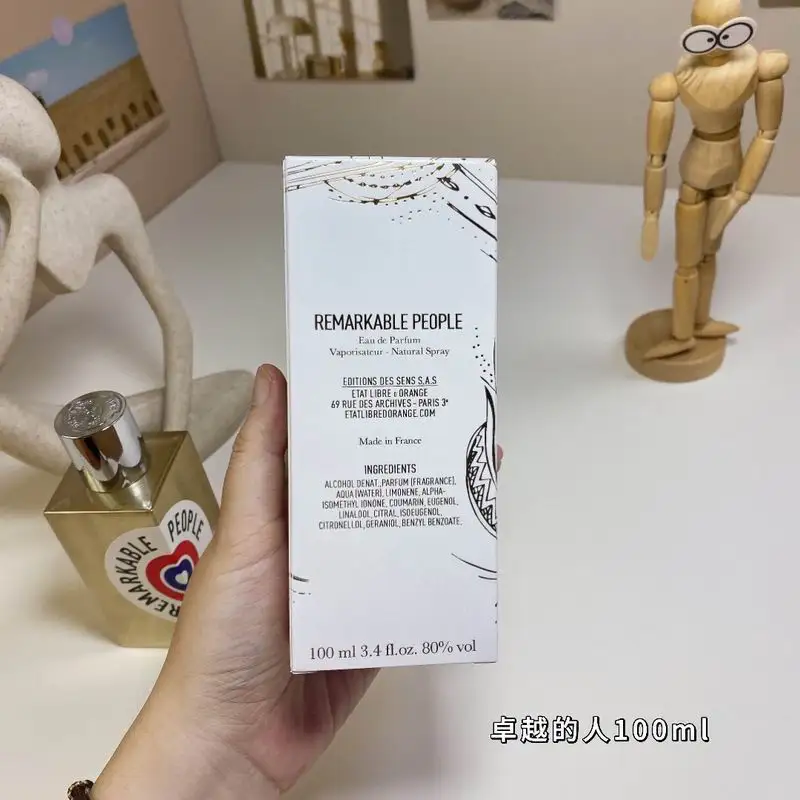 REMARKABLE PEOPLE
Eau de Parfum
Vaporisateur - Natural Spray
EDITIONS DES SENS S.A.S
ETAT LIBRE D ORANGE
69 RUE DES ARCHIVES - PARIS 3e
ETATLIBREDORANGE.COM
Made in France
INGREDIENTS
ALCOHOL DENAT., PARFUM (FRAGRANCE),
AQUA (WATER), LIMONENE, ALPHA-
ISOMETHYL IONONE, COUMARIN, EUGENOL,
LINALOOL, CITRAL, ISOEUGENOL,
CITRONELLOL, GERANIOL, BENZYL BENZOATE.
100 ml 3.4 fl.oz. 80% vol
REMARKABLE PEOPLE
卓越的人100ml